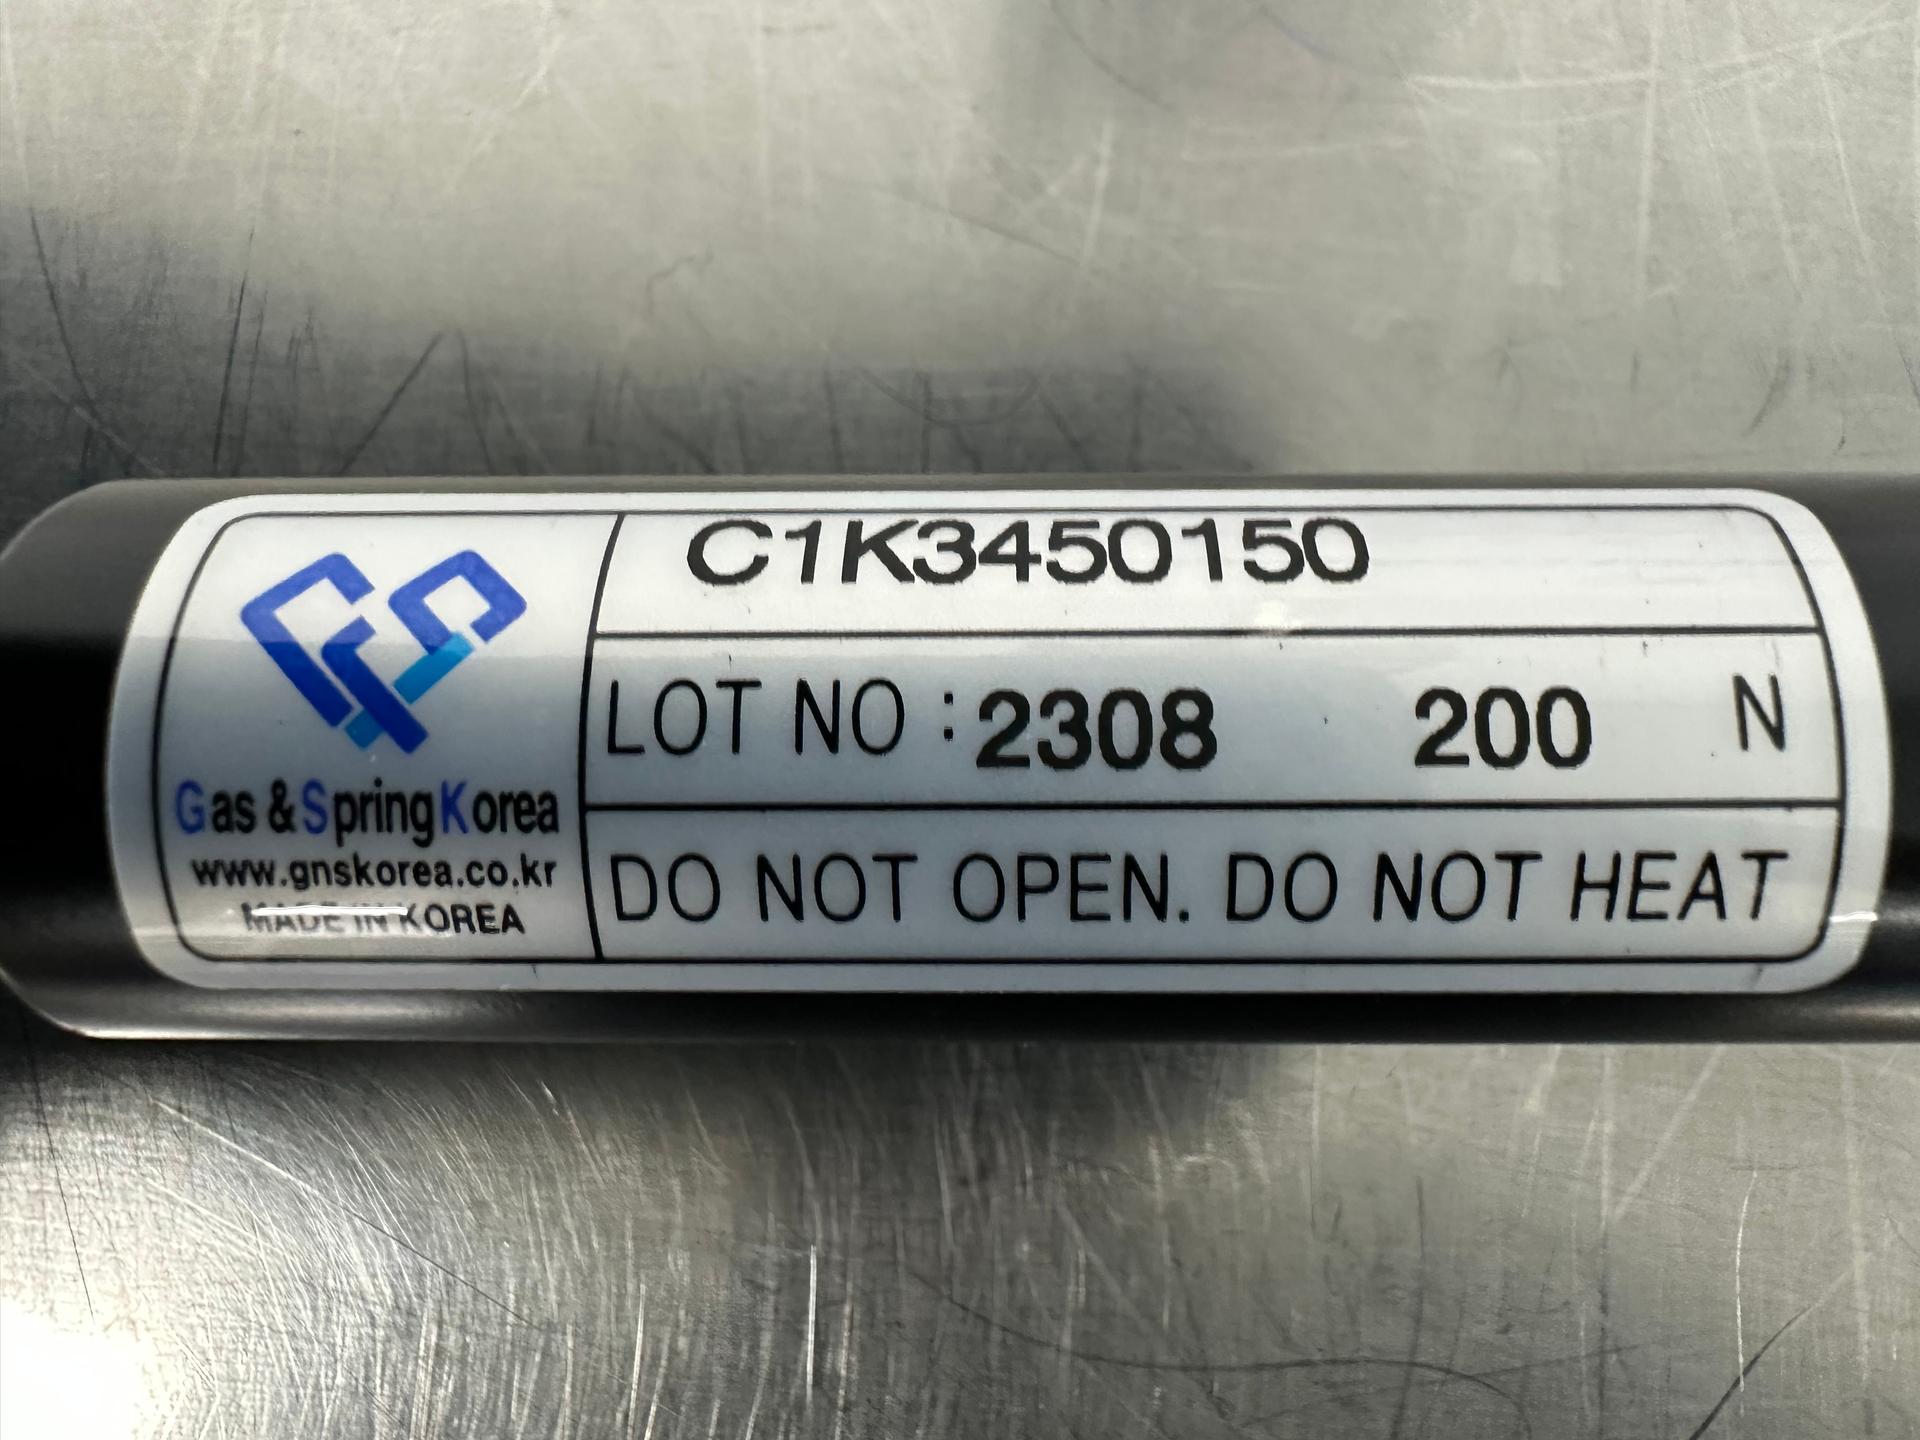 C1K3450150
LOT NO : 2308 200 N
DO NOT OPEN. DO NOT HEAT
Gas & Spring Korea
www.gnskorea.co.kr
MADE IN KOREA